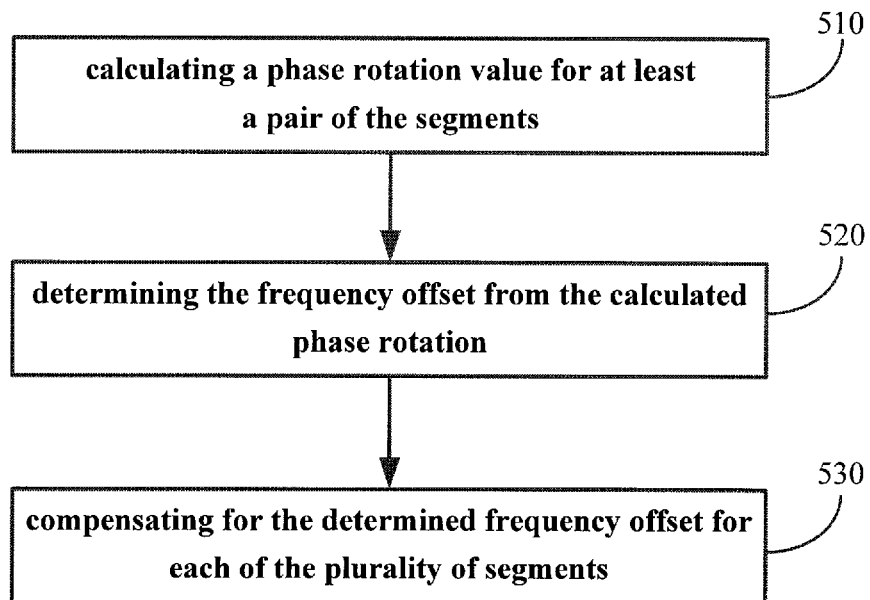 510
calculating a phase rotation value for at least
a pair of the segments
520
determining the frequency offset from the calculated
phase rotation
530
compensating for the determined frequency offset for
each of the plurality of segments